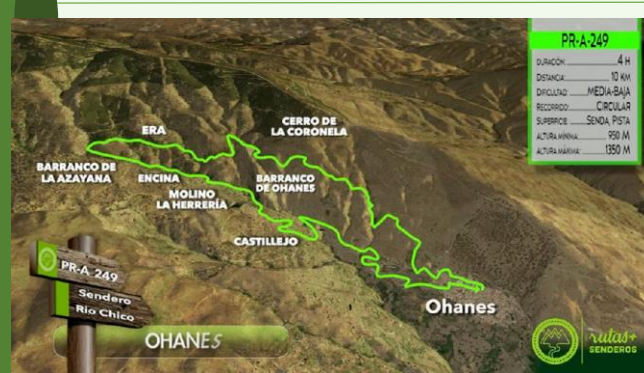 PR-A-249
DURACIÓN 4 H
DISTANCIA 10 KM
DIFICULTAD MEDIA-BAJA
RECORRIDO CIRCULAR
SUPERFICIE SENDA, PISTA
ALTURA MÍNIMA 950 M
ALTURA MÁXIMA 1350 M
CERRO DE
LA CORONELA
ERA
BARRANCO DE
LA AZAYANA
ENCINA
BARRANCO
DE OHANES
MOLINO
LA HERRERÍA
CASTILLEJO
Ohanes
PR-A 249
Sendero
Río Chico
OHANES
rutas+
SENDEROS